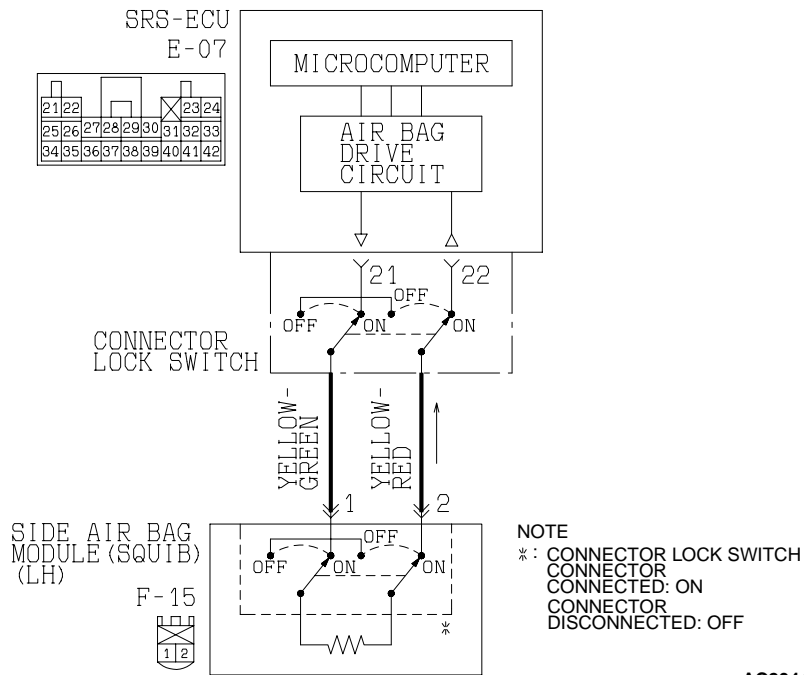 SRS-ECU
E-07
MICROCOMPUTER
21 22 23 24
25 26 27 28 29 30 31 32 33
34 35 36 37 38 39 40 41 42
AIR BAG
DRIVE
CIRCUIT
21 22
OFF
OFF ON ON
CONNECTOR
LOCK SWITCH
YELLOW-
GREEN
YELLOW-
RED
1 2
SIDE AIR BAG
MODULE (SQUIB)
(LH)
OFF
OFF ON ON
F-15
1 2
*
NOTE
* : CONNECTOR LOCK SWITCH
CONNECTOR
CONNECTED: ON
CONNECTOR
DISCONNECTED: OFF